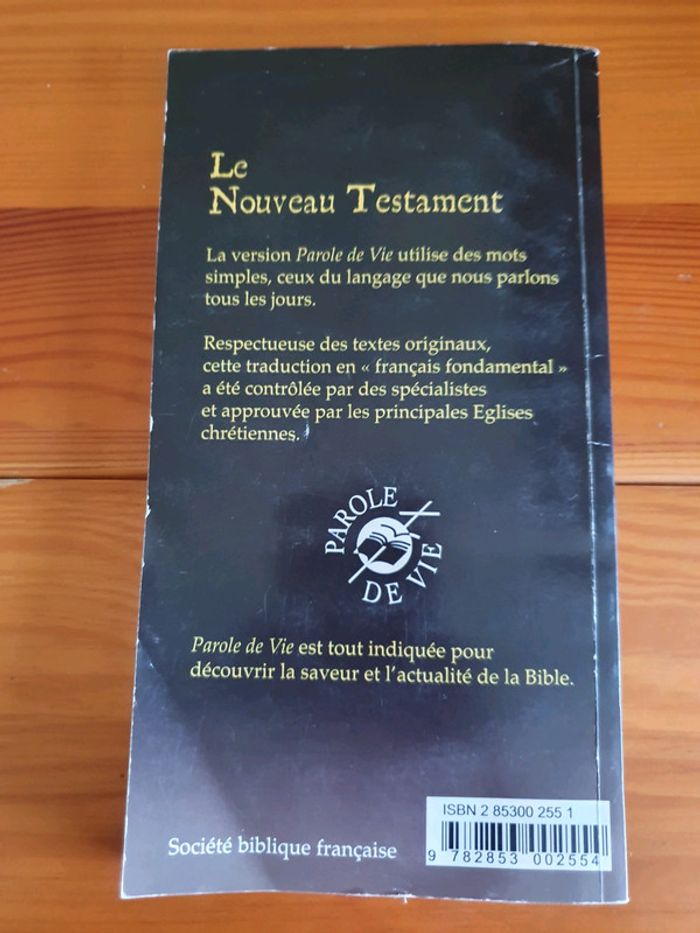 Le
Nouveau Testament
La version Parole de Vie utilise des mots
simples, ceux du langage que nous parlons
tous les jours.
Respectueuse des textes originaux,
cette traduction en « français fondamental »
a été contrôlée par des spécialistes
et approuvée par les principales Eglises
chrétiennes.
PAROLE
DE VIE
Parole de Vie est tout indiquée pour
découvrir la saveur et l'actualité de la Bible.
ISBN 2 85300 255 1
9 782853 002554
Société biblique française